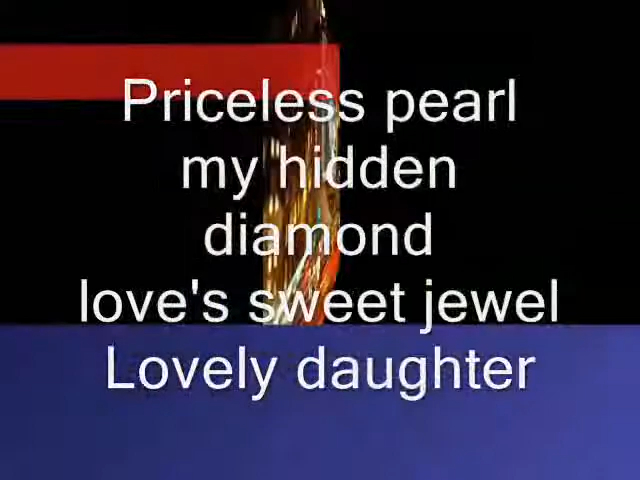 Priceless pearl
my hidden
diamond
love's sweet jewel
Lovely daughter